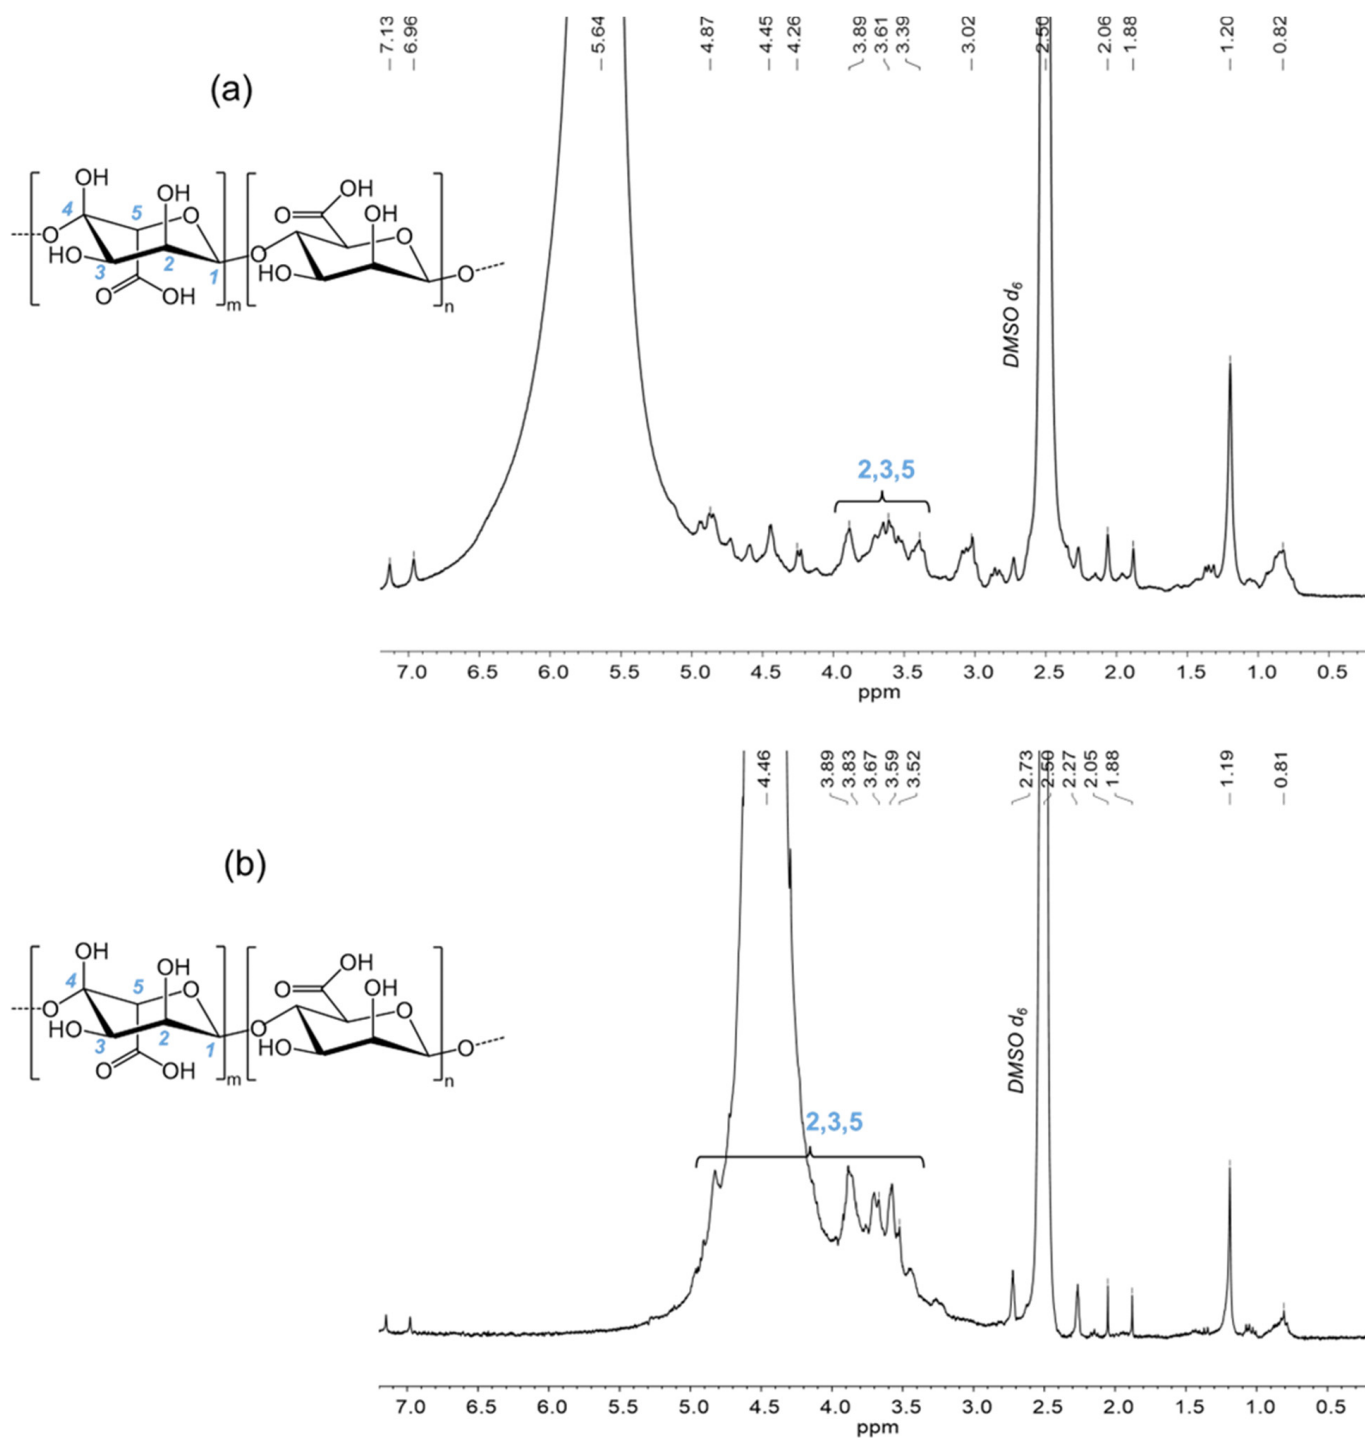 7.13 6.96 5.64 4.87 4.45 4.26 3.89 3.61 3.39 3.02 2.50 2.06 1.88 1.20 0.82
(a)
OH OH O OH
4 5 O OH
O HO 3 2 1 O O
O OH m HO O n
DMSO d6
2,3,5
7.0 6.5 6.0 5.5 5.0 4.5 4.0 3.5 3.0 2.5 2.0 1.5 1.0 0.5
ppm
4.46 3.89 3.83 3.67 3.59 3.52 2.73 2.50 2.27 2.05 1.88 1.19 0.81
(b)
OH OH O OH
4 5 O OH
O HO 3 2 1 O O
O OH m HO O n
DMSO d6
2,3,5
7.0 6.5 6.0 5.5 5.0 4.5 4.0 3.5 3.0 2.5 2.0 1.5 1.0 0.5
ppm